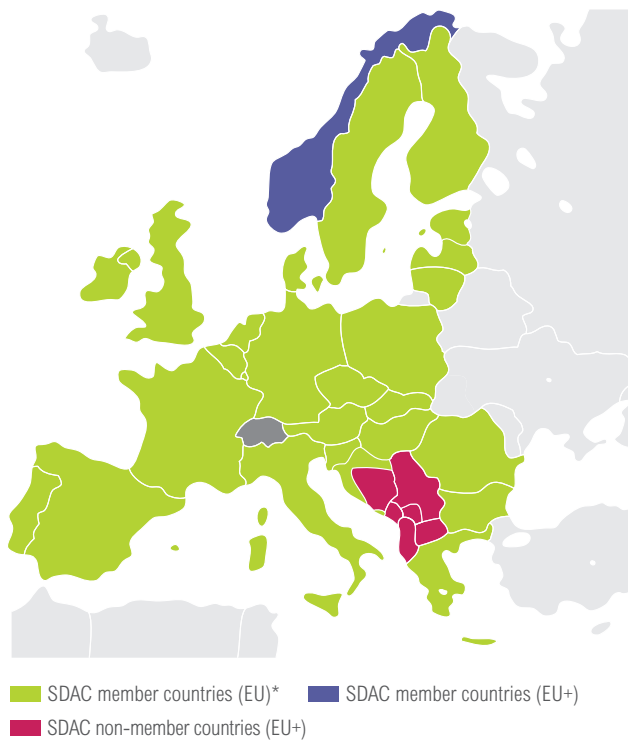 SDAC member countries (EU)*
SDAC member countries (EU+)
SDAC non-member countries (EU+)